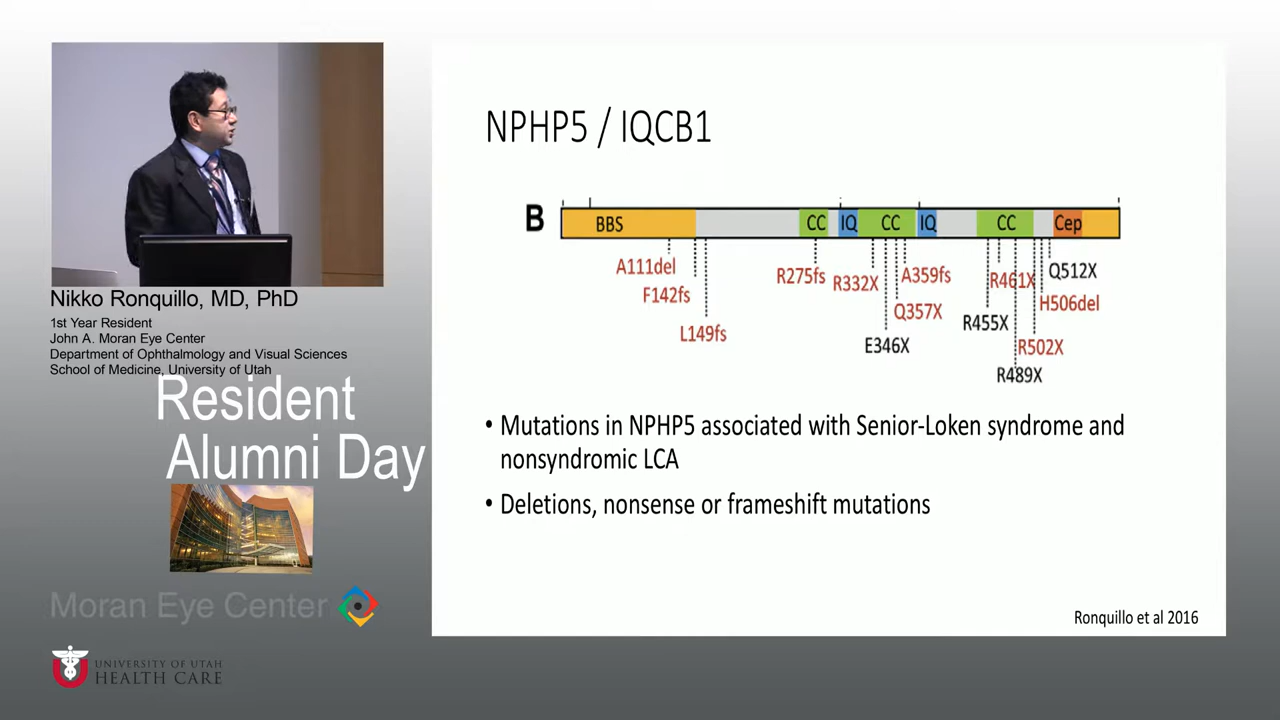 Nikko Ronquillo, MD, PhD
1st Year Resident
John A. Moran Eye Center
Department of Ophthalmology and Visual Sciences
School of Medicine, University of Utah
Resident
Alumni Day
Moran Eye Center
UNIVERSITY OF UTAH
HEALTH CARE
NPHP5 / IQCB1
B
BBS
CC
IQ
CC
IQ
CC
Cep
A111del
F142fs
L149fs
R275fs
R332X
E346X
A359fs
Q357X
R455X
R461X
R489X
R502X
H506del
Q512X
• Mutations in NPHP5 associated with Senior-Loken syndrome and
nonsyndromic LCA
• Deletions, nonsense or frameshift mutations
Ronquillo et al 2016